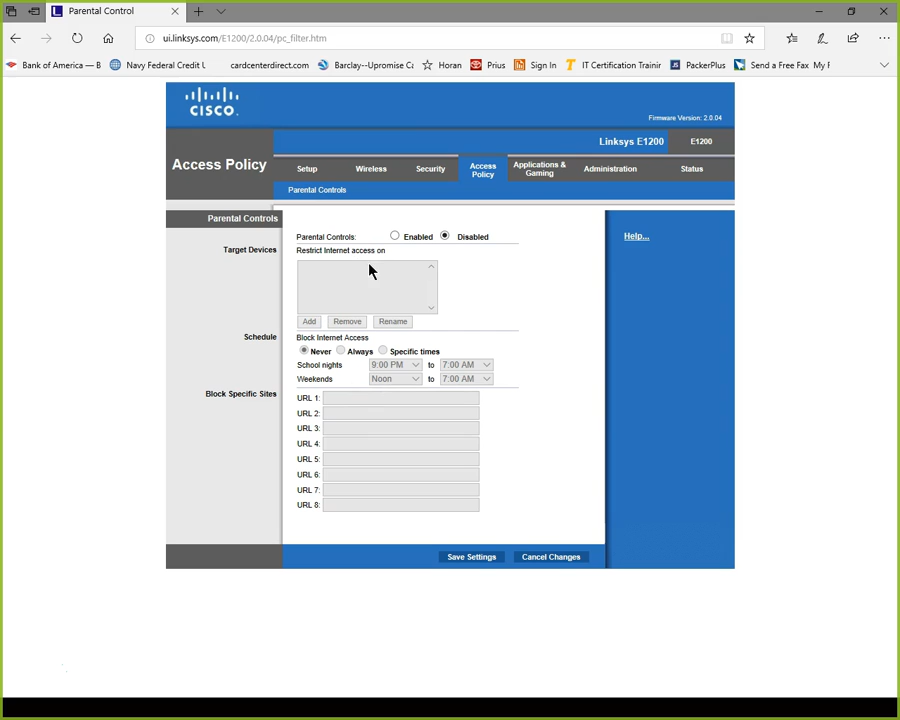 Parental Control
ui.linksys.com/E1200/2.0.04/pc_filter.htm
Bank of America — B
Navy Federal Credit U
cardcenterdirect.com
Barclay--Upromise Ca
Horan
Prius
Sign In
IT Certification Trainin
PackerPlus
Send a Free Fax My F
CISCO.
Firmware Version: 2.0.04
Linksys E1200
E1200
Access Policy
Setup
Wireless
Security
Access
Policy
Applications &
Gaming
Administration
Status
Parental Controls
Parental Controls
Parental Controls: Enabled Disabled
Help...
Target Devices
Restrict Internet access on
Add Remove Rename
Schedule
Block Internet Access
Never Always Specific times
School nights 9:00 PM to 7:00 AM
Weekends Noon to 7:00 AM
Block Specific Sites
URL 1:
URL 2:
URL 3:
URL 4:
URL 5:
URL 6:
URL 7:
URL 8:
Save Settings Cancel Changes